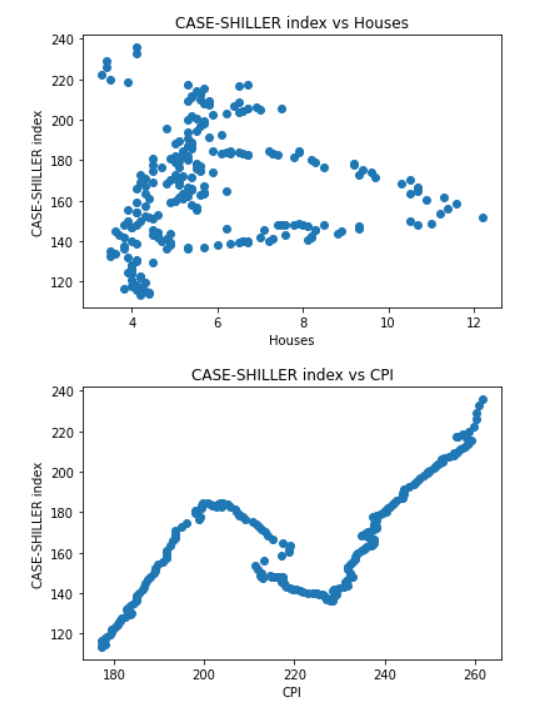 CASE-SHILLER index vs Houses
240
220
200
180
160
140
120
CASE-SHILLER index
4 6 8 10 12
Houses
CASE-SHILLER index vs CPI
240
220
200
180
160
140
120
CASE-SHILLER index
180 200 220 240 260
CPI